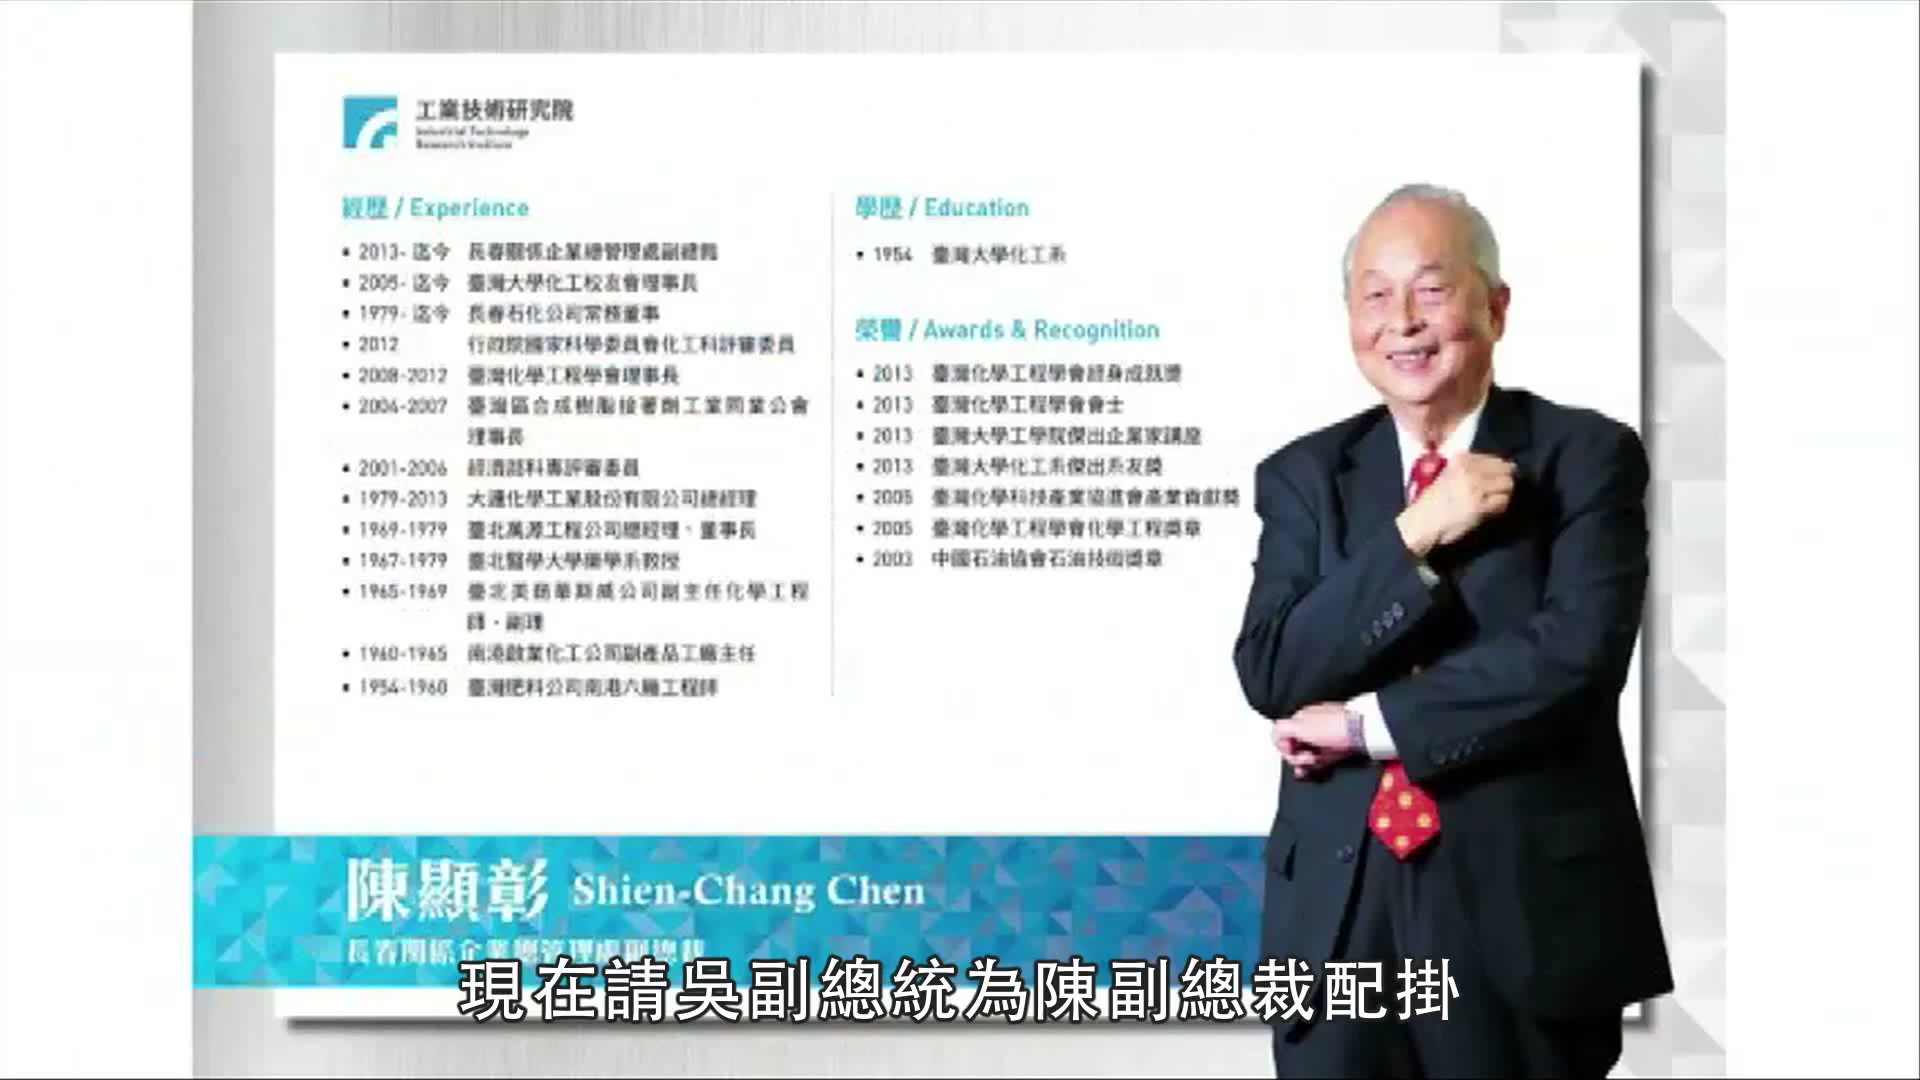 工業技術研究院
Industrial Technology
Research Institute
經歷 / Experience
• 2013- 迄今 長春關係企業總管理處副總裁
• 2005- 迄今 臺灣大學化工校友會理事長
• 1979- 迄今 長春石化公司常務董事
• 2012 行政院國家科學委員會化工科評審委員
• 2008-2012 臺灣化學工程學會理事長
• 2004-2007 臺灣區合成樹脂接著劑工業同業公會
理事長
• 2001-2006 經濟部科專評審委員
• 1979-2013 大連化學工業股份有限公司總經理
• 1969-1979 臺北萬源工程公司總經理、董事長
• 1967-1979 臺北醫學大學藥學系教授
• 1965-1969 臺北美商華斯威公司副主任化學工程
師、副理
• 1960-1965 南港啟業化工公司副產品工廠主任
• 1954-1960 臺灣肥料公司南港六廠工程師
學歷 / Education
• 1954 臺灣大學化工系
榮譽 / Awards & Recognition
• 2013 臺灣化學工程學會終身成就獎
• 2013 臺灣化學工程學會會士
• 2013 臺灣大學工學院傑出企業家講座
• 2013 臺灣大學化工系傑出系友獎
• 2005 臺灣化學科技產業協進會產業貢獻獎
• 2005 臺灣化學工程學會化學工程獎章
• 2003 中國石油協會石油技術獎章
陳顯彰 Shien-Chang Chen
長春關係企業總管理處副總裁
現在請吳副總統為陳副總裁配掛